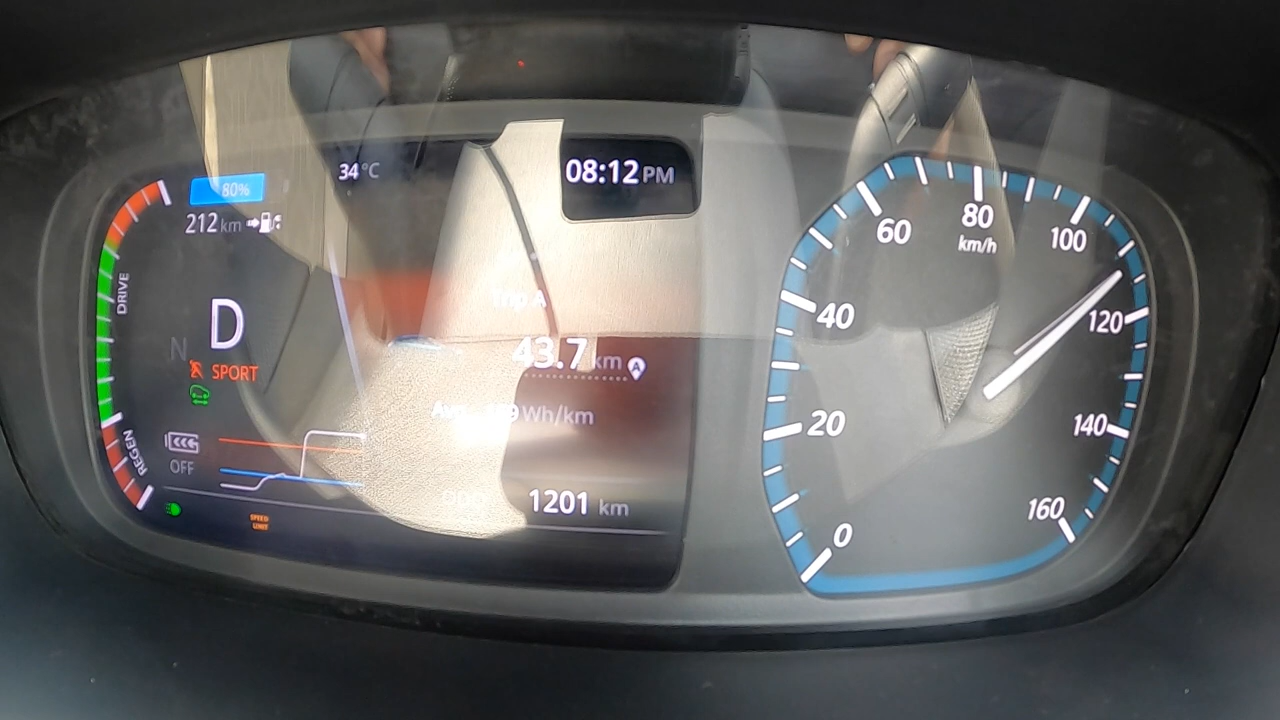 80%
34 °C
08:12 PM
212 km
DRIVE
D
N
SPORT
REGEN
OFF
Trip A
43.7 km
A
Wh/km
ODO 1201 km
SPEED
LIMIT
0
20
40
60
80
km/h
100
120
140
160